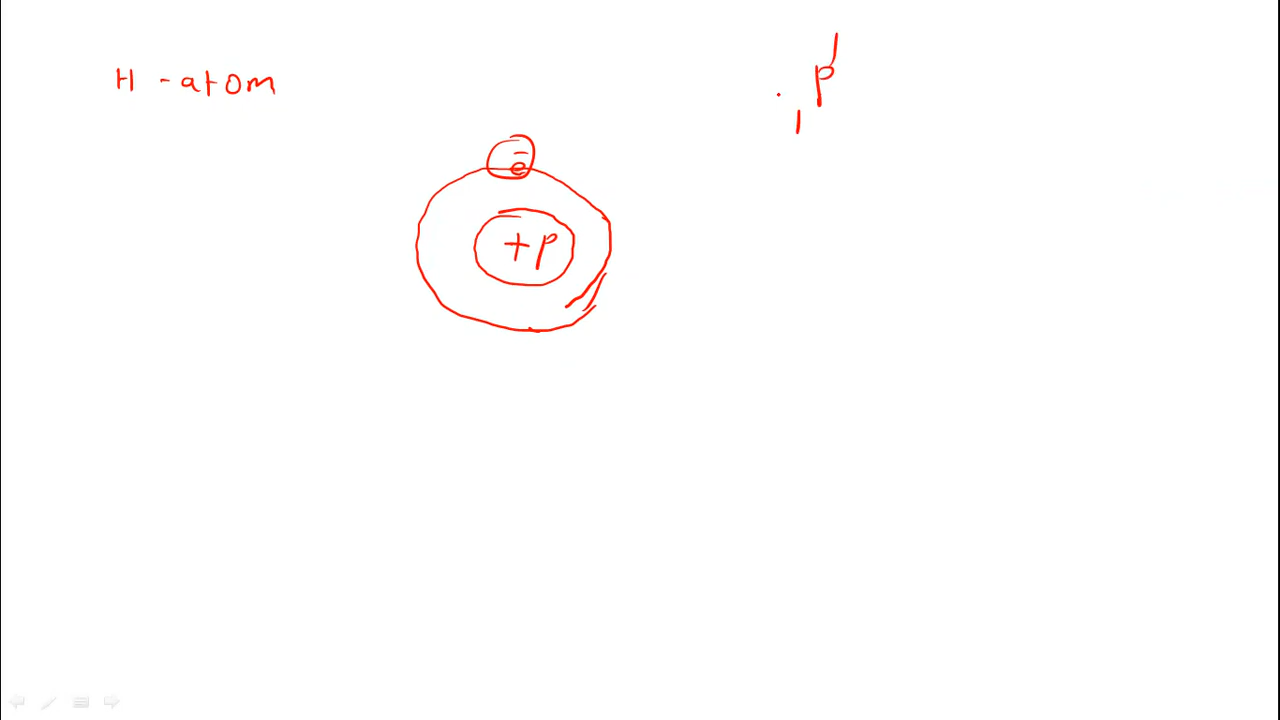 H - atom
₁p¹
e⁻
+p